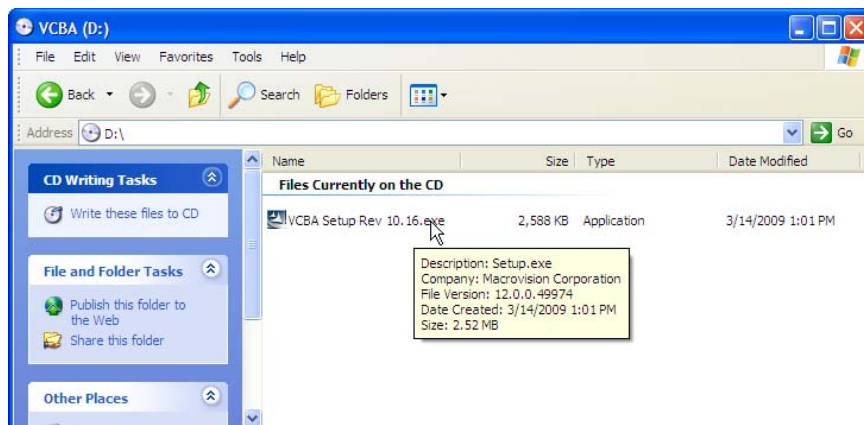 VCBA (D:)
File Edit View Favorites Tools Help
Back Search Folders
Address D:\ Go
Name Size Type Date Modified
CD Writing Tasks
Files Currently on the CD
Write these files to CD
VCBA Setup Rev 10.16.exe 2,588 KB Application 3/14/2009 1:01 PM
File and Folder Tasks
Publish this folder to
the Web
Share this folder
Description: Setup.exe
Company: Macrovision Corporation
File Version: 12.0.0.49974
Date Created: 3/14/2009 1:01 PM
Size: 2.52 MB
Other Places